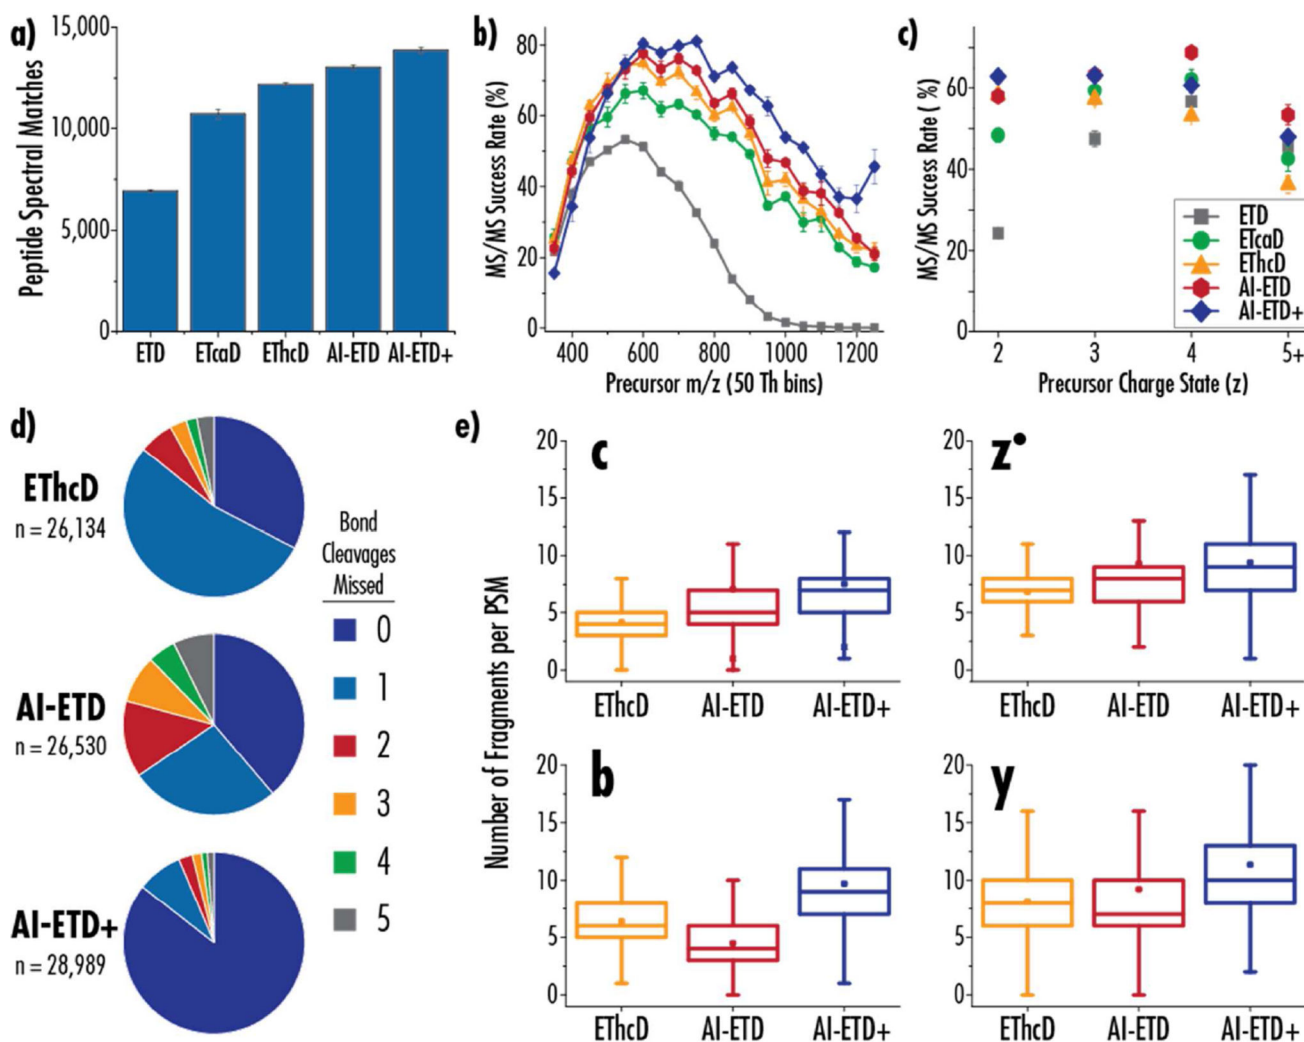 a)
15,000
10,000
5,000
0
Peptide Spectral Matches
ETD
ETcaD
EThcD
AI-ETD
AI-ETD+
b)
80
60
40
20
0
MS/MS Success Rate (%)
400
600
800
1000
1200
Precursor m/z (50 Th bins)
c)
60
40
20
0
MS/MS Success Rate ( %)
ETD
ETcaD
EThcD
AI-ETD
AI-ETD+
2
3
4
5+
Precursor Charge State (z)
d)
EThcD
n = 26,134
AI-ETD
n = 26,530
AI-ETD+
n = 28,989
Bond
Cleavages
Missed
0
1
2
3
4
5
e)
Number of Fragments per PSM
c
20
15
10
5
0
EThcD
AI-ETD
AI-ETD+
z•
20
15
10
5
0
EThcD
AI-ETD
AI-ETD+
b
20
15
10
5
0
EThcD
AI-ETD
AI-ETD+
y
20
15
10
5
0
EThcD
AI-ETD
AI-ETD+